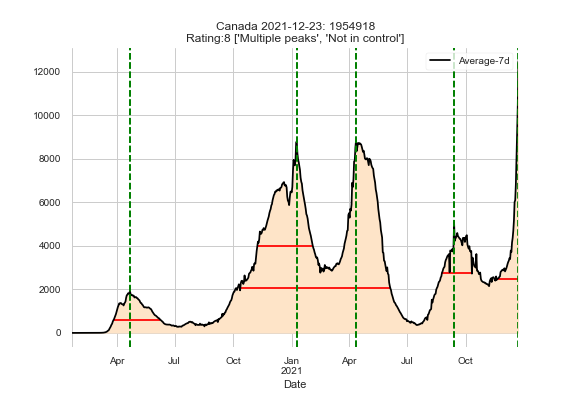 Canada 2021-12-23: 1954918
Rating:8 ['Multiple peaks', 'Not in control']
Average-7d
12000
10000
8000
6000
4000
2000
0
Apr Jul Oct Jan Apr Jul Oct
2021
Date